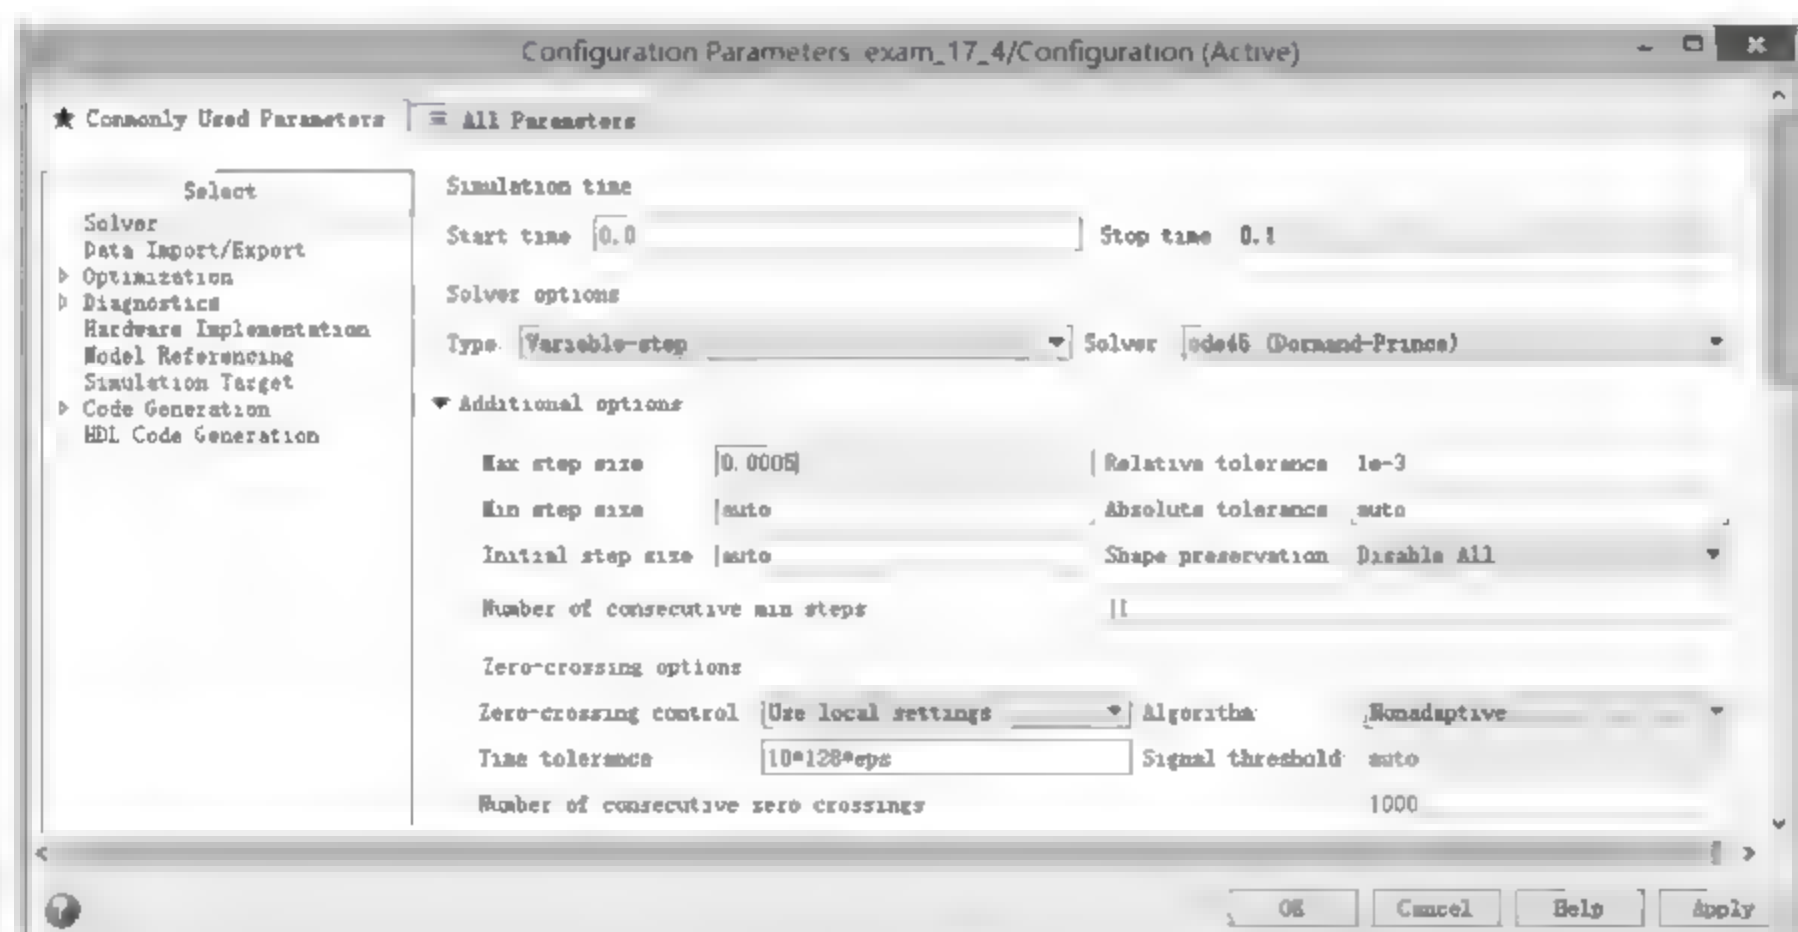 Configuration Parameters exam_17_4/Configuration (Active)
Commonly Used Parameters All Parameters
Select
Solver
Data Import/Export
Optimization
Diagnostics
Hardware Implementation
Model Referencing
Simulation Target
Code Generation
HDL Code Generation
Simulation time
Start time 0.0 Stop time 0.1
Solver options
Type Variable-step Solver ode45 (Dormand-Prince)
Additional options
Max step size 0.0005 Relative tolerance 1e-3
Min step size auto Absolute tolerance auto
Initial step size auto Shape preservation Disable All
Number of consecutive min steps 1
Zero-crossing options
Zero-crossing control Use local settings Algorithm Nonadaptive
Time tolerance 10*128*eps Signal threshold auto
Number of consecutive zero crossings 1000
OK Cancel Help Apply